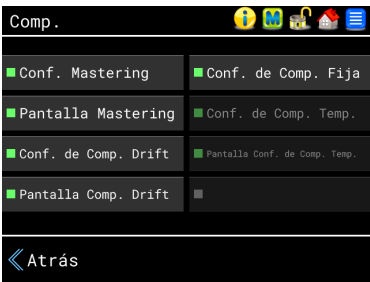 Comp.
i M
Conf. Mastering
Conf. de Comp. Fija
Pantalla Mastering
Conf. de Comp. Temp.
Conf. de Comp. Drift
Pantalla Conf. de Comp. Temp.
Pantalla Comp. Drift
Atrás